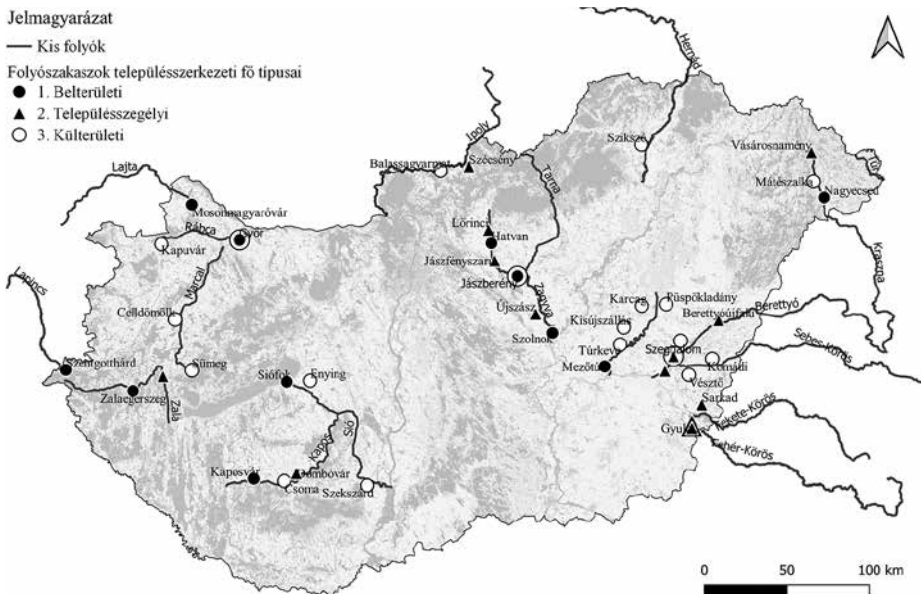 Jelmagyarázat
Kis folyók
Folyószakaszok településszerkezeti fő típusai
1. Belterületi
2. Településszegélyi
3. Külterületi
Hernád
Ipoly
Szikszó
Balassagyarmat
Szécsény
Vásárosnamény
Túr
Lajta
Tarna
Mátészalka
Nagyecsed
Mosonmagyaróvár
Lőrinci
Rábca
Győr
Hatvan
Kapuvár
Jászfényszaru
Kraszna
Marcal
Jászberény
Lapincs
Zagyva
Karcag
Püspökladány
Celldömölk
Újszász
Berettyóújfalu
Berettyó
Kisújszállás
Szolnok
Sebes-Körös
Szentgotthárd
Sümeg
Siófok
Enying
Túrkeve
Szeghalom
Mezőtúr
Komádi
Zalaegerszeg
Vésztő
Zala
Sarkad
Kapos
Sió
Fekete-Körös
Gyula
Fehér-Körös
Kaposvár
Dombóvár
Csoma
Szekszárd
0 50 100 km